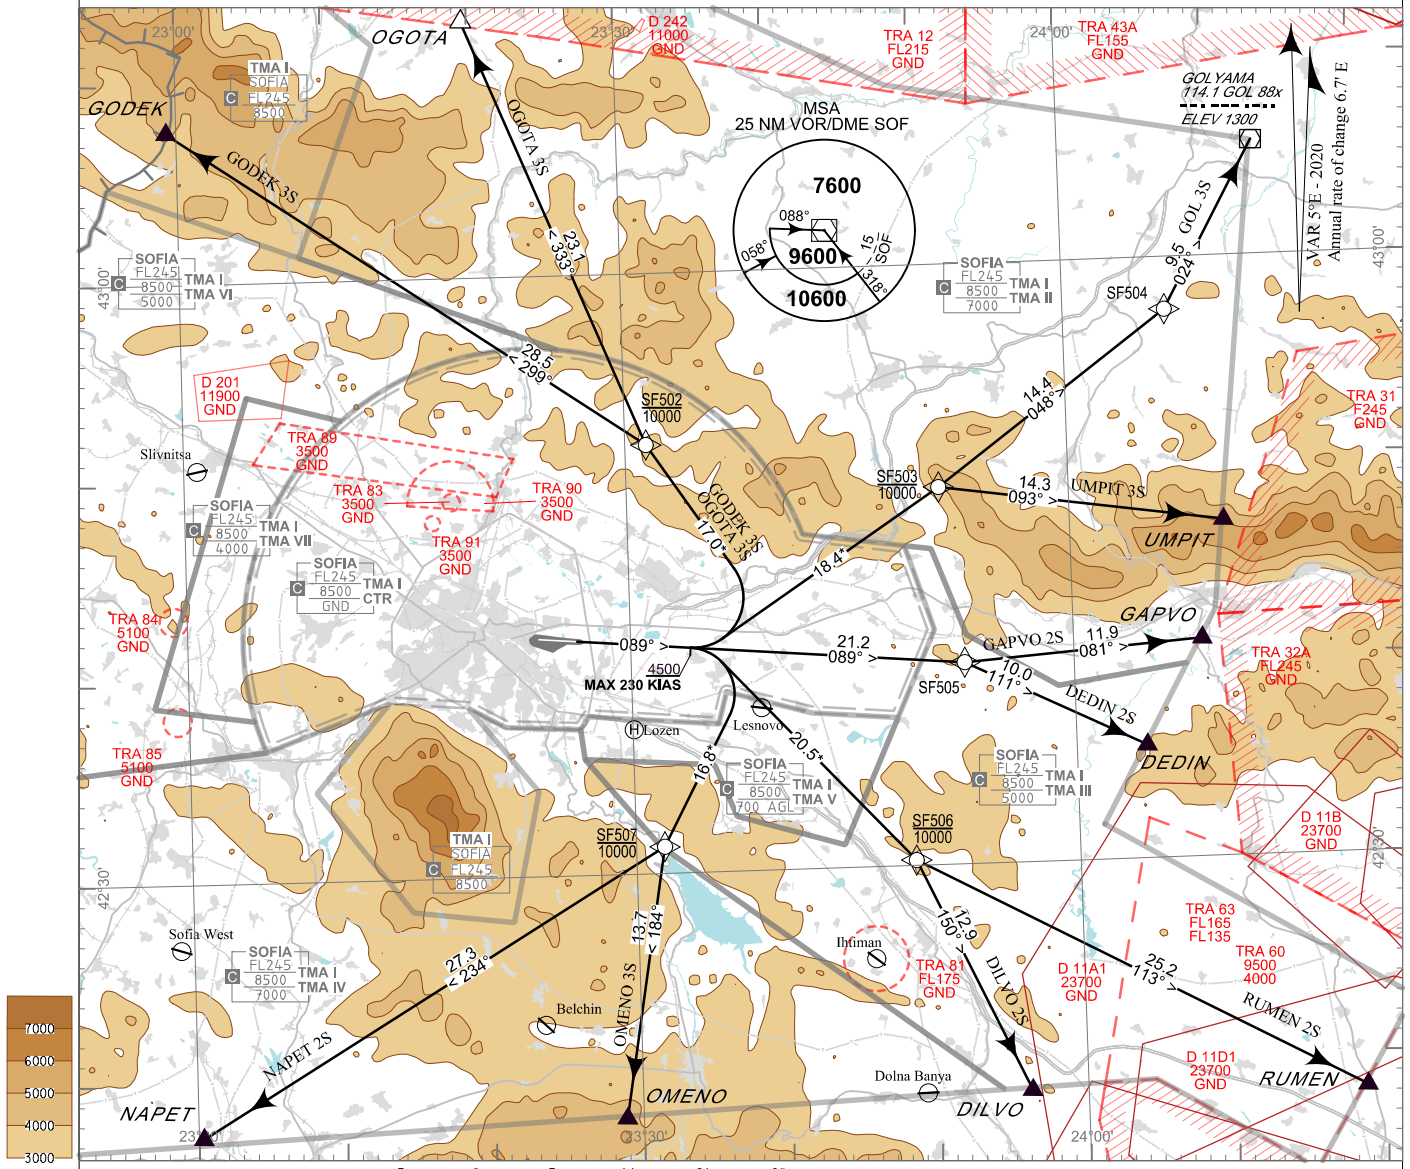 23°00'
OGOTA
23°30'
D 242
11000
GND
TRA 12
FL215
GND
24°00'
TRA 43A
FL155
GND
GOLYAMA
114.1 GOL 88x
ELEV 1300
VAR 5°E - 2020
Annual rate of change 6.7' E
TMA I
SOFIA
C
FL245
8500
GODEK
GODEK 3S
OGOTA 3S
MSA
25 NM VOR/DME SOF
7600
088°
058°
9600
15
SOF
318°
10600
GOL 3S
9.5
024° >
23.1
< 333°
43°00'
SOFIA
FL245
C
8500
5000
TMA I
TMA VI
SOFIA
FL245
C
8500
7000
TMA I
TMA II
SF504
43°00'
28.5
< 299°
14.4
048° >
D 201
11900
GND
SF502
10000
TRA 31
F245
GND
TRA 89
3500
GND
Slivnitsa
SF503
10000
14.3
093° >
UMPIT 3S
UMPIT
TRA 83
3500
GND
TRA 90
3500
GND
GODEK 3S
OGOTA 3S
17.0*
SOFIA
FL245
C
8500
4000
TMA I
TMA VII
TRA 91
3500
GND
SOFIA
FL245
C
8500
GND
TMA I
CTR
18.4*
TRA 84
5100
GND
GAPVO
089° >
21.2
089° >
GAPVO 2S
11.9
081° >
4500
MAX 230 KIAS
SF505
10.0
111° >
DEDIN 2S
TRA 32A
FL245
GND
H
Lozen
Lesnovo
DEDIN
TRA 85
5100
GND
16.8*
20.5*
SOFIA
FL245
C
8500
700 AGL
TMA I
TMA V
SOFIA
FL245
C
8500
5000
TMA I
TMA III
SF507
10000
SF506
10000
D 11B
23700
GND
TMA I
SOFIA
C
FL245
8500
42°30'
42°30'
13.7
< 184°
12.9
150° >
TRA 63
FL165
FL135
Sofia West
Ihtiman
TRA 60
9500
4000
SOFIA
FL245
C
8500
7000
TMA I
TMA IV
27.3
< 234°
TRA 81
FL175
GND
D 11A1
23700
GND
25.2
113° >
DILVO 2S
RUMEN 2S
Belchin
OMENO 3S
NAPET 2S
7000
6000
5000
4000
3000
D 11D1
23700
GND
RUMEN
Dolna Banya
OMENO
DILVO
NAPET
23°30'
24°00'